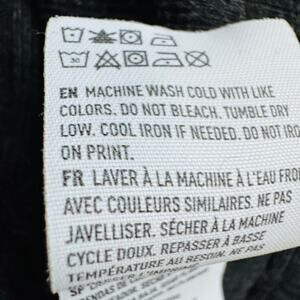 30
EN MACHINE WASH COLD WITH LIKE
COLORS. DO NOT BLEACH. TUMBLE DRY
LOW. COOL IRON IF NEEDED. DO NOT IRO
ON PRINT.
FR LAVER À LA MACHINE À L'EAU FROI
AVEC COULEURS SIMILAIRES. NE PAS
JAVELLISER. SÉCHER À LA MACHINE
CYCLE DOUX. REPASSER À BASSE
TEMPÉRATURE AU BESOIN. NE PAS